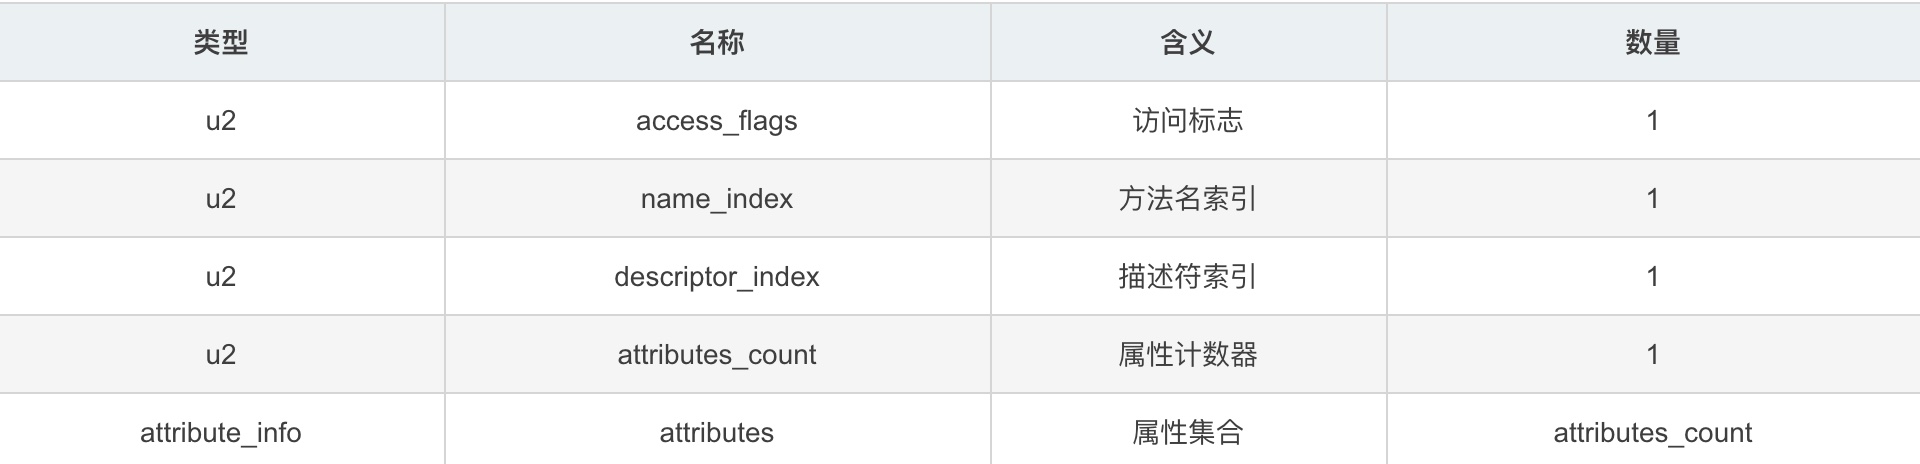 类型 名称 含义 数量
u2 access_flags 访问标志 1
u2 name_index 方法名索引 1
u2 descriptor_index 描述符索引 1
u2 attributes_count 属性计数器 1
attribute_info attributes 属性集合 attributes_count